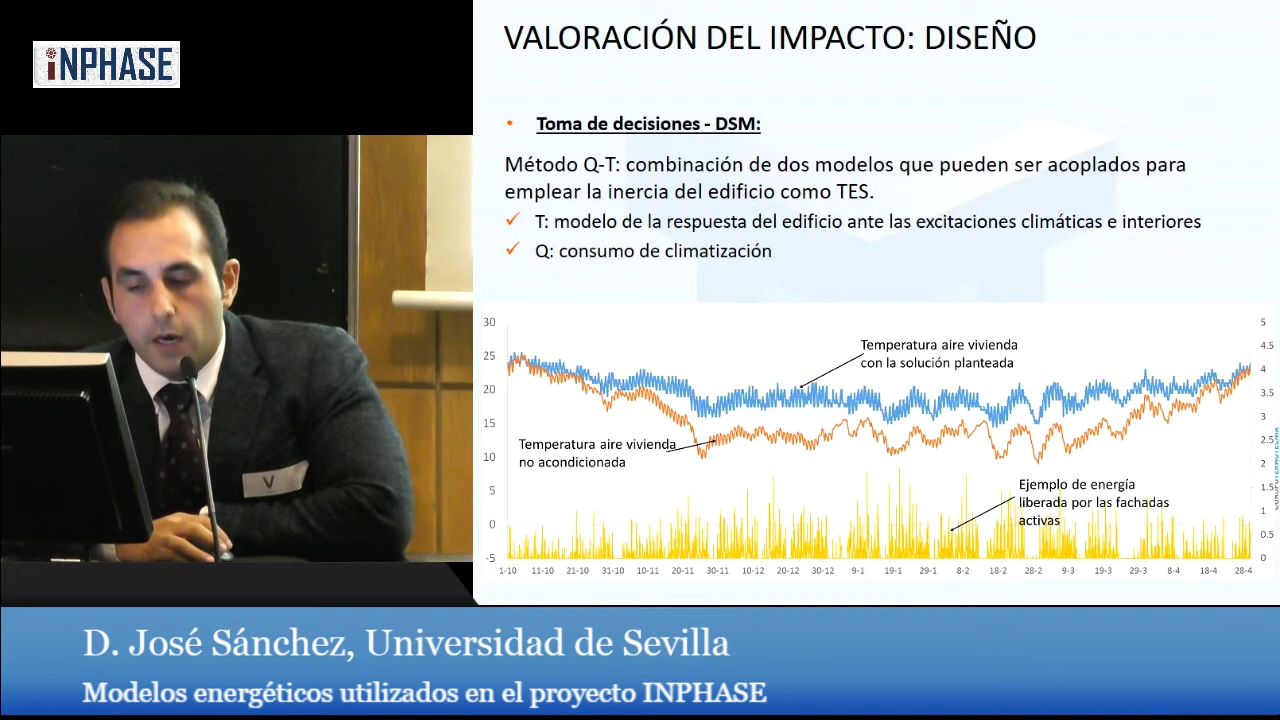 iNPHASE
VALORACIÓN DEL IMPACTO: DISEÑO
• Toma de decisiones - DSM:
Método Q-T: combinación de dos modelos que pueden ser acoplados para
emplear la inercia del edificio como TES.
✓ T: modelo de la respuesta del edificio ante las excitaciones climáticas e interiores
✓ Q: consumo de climatización
30
25
20
15
10
5
0
-5
Temperatura aire vivienda
con la solución planteada
Temperatura aire vivienda
no acondicionada
Ejemplo de energía
liberada por las fachadas
activas
5
4.5
4
3.5
3
2.5
2
1.5
1
0.5
0
1-10 11-10 21-10 31-10 10-11 20-11 30-11 10-12 20-12 30-12 9-1 19-1 29-1 8-2 18-2 28-2 9-3 19-3 29-3 8-4 18-4 28-4
V
D. José Sánchez, Universidad de Sevilla
Modelos energéticos utilizados en el proyecto INPHASE